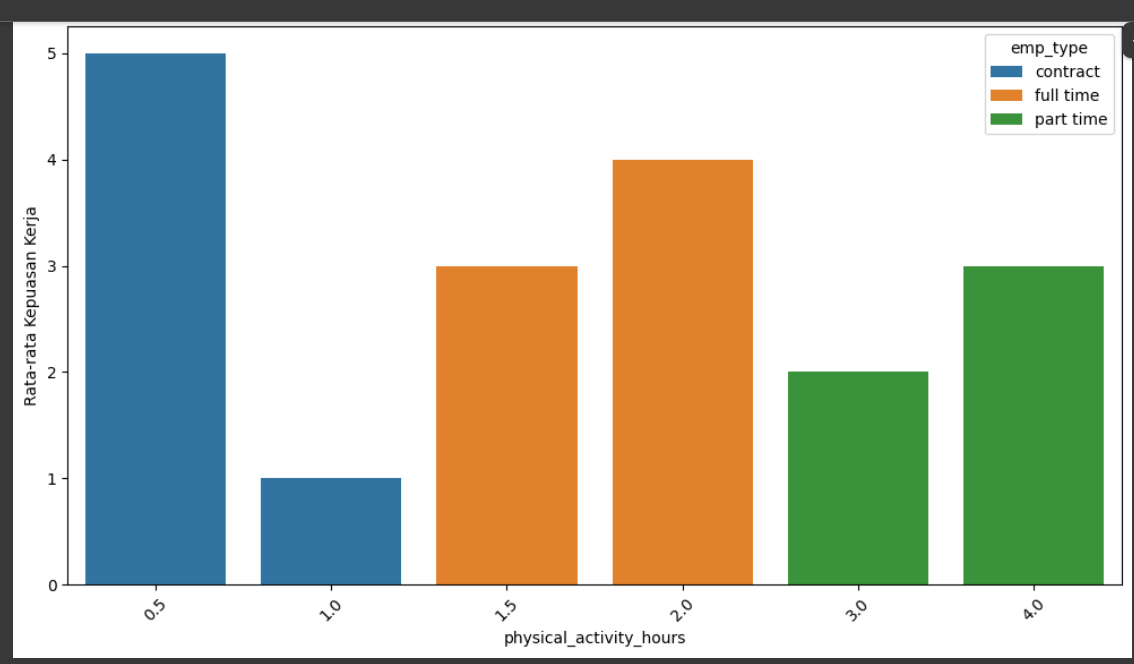 emp_type
contract
full time
part time
Rata-rata Kepuasan Kerja
5
4
3
2
1
0
0.5
1.0
1.5
2.0
3.0
4.0
physical_activity_hours